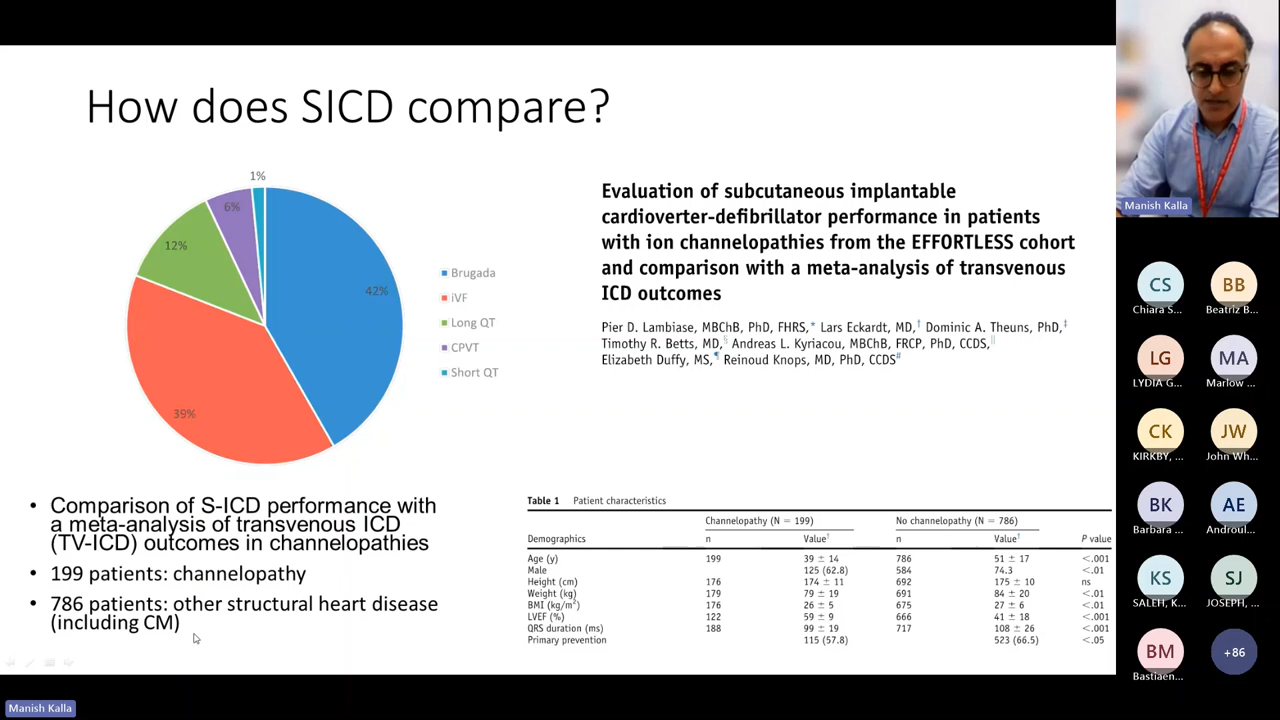 How does SICD compare?
1%
6%
12%
42%
39%
Brugada
iVF
Long QT
CPVT
Short QT
Evaluation of subcutaneous implantable
cardioverter-defibrillator performance in patients
with ion channelopathies from the EFFORTLESS cohort
and comparison with a meta-analysis of transvenous
ICD outcomes
Pier D. Lambiase, MBChB, PhD, FHRS,* Lars Eckardt, MD,† Dominic A. Theuns, PhD,‡
Timothy R. Betts, MD,§ Andreas L. Kyriacou, MBChB, FRCP, PhD, CCDS,||
Elizabeth Duffy, MS,¶ Reinoud Knops, MD, PhD, CCDS#
• Comparison of S-ICD performance with
a meta-analysis of transvenous ICD
(TV-ICD) outcomes in channelopathies
• 199 patients: channelopathy
• 786 patients: other structural heart disease
(including CM)
Table 1 Patient characteristics
Channelopathy (N = 199) No channelopathy (N = 786)
Demographics n Value† n Value† P value
Age (y) 199 39 ± 14 786 51 ± 17 <.001
Male 125 (62.8) 584 74.3 <.01
Height (cm) 176 174 ± 11 692 175 ± 10 ns
Weight (kg) 179 79 ± 19 691 84 ± 20 <.01
BMI (kg/m²) 176 26 ± 5 675 27 ± 6 <.01
LVEF (%) 122 59 ± 9 666 41 ± 18 <.001
QRS duration (ms) 188 99 ± 19 717 108 ± 26 <.001
Primary prevention 115 (57.8) 523 (66.5) <.05
Manish Kalla
CS BB
Chiara S... Beatriz B...
LG MA
LYDIA G... Marlow ...
CK JW
KIRKBY, ... John Wh...
BK AE
Barbara ... Androul...
KS SJ
SALEH, K... JOSEPH, ...
BM +86
Bastiaen...
Manish Kalla